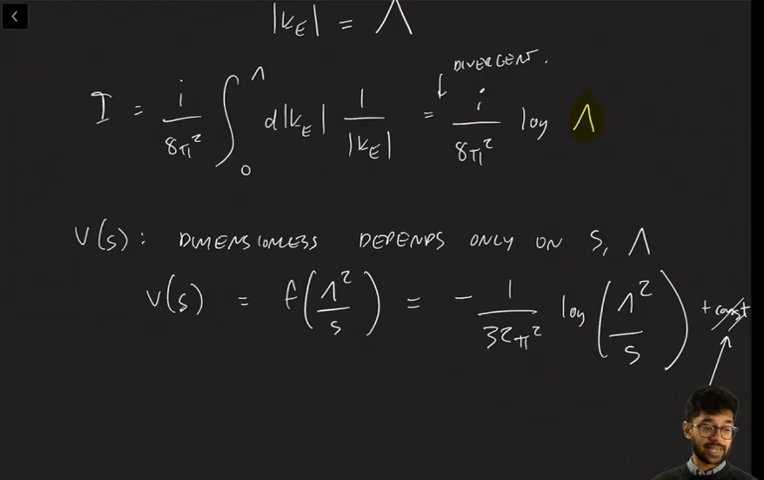 |k_E| = Λ
DIVERGENT.
I = i/8π² ∫₀^Λ d|k_E| 1/|k_E| = i/8π² log Λ
V(s): DIMENSIONLESS DEPENDS ONLY ON s, Λ
V(s) = f(Λ²/s) = - 1/32π² log(Λ²/s) + const